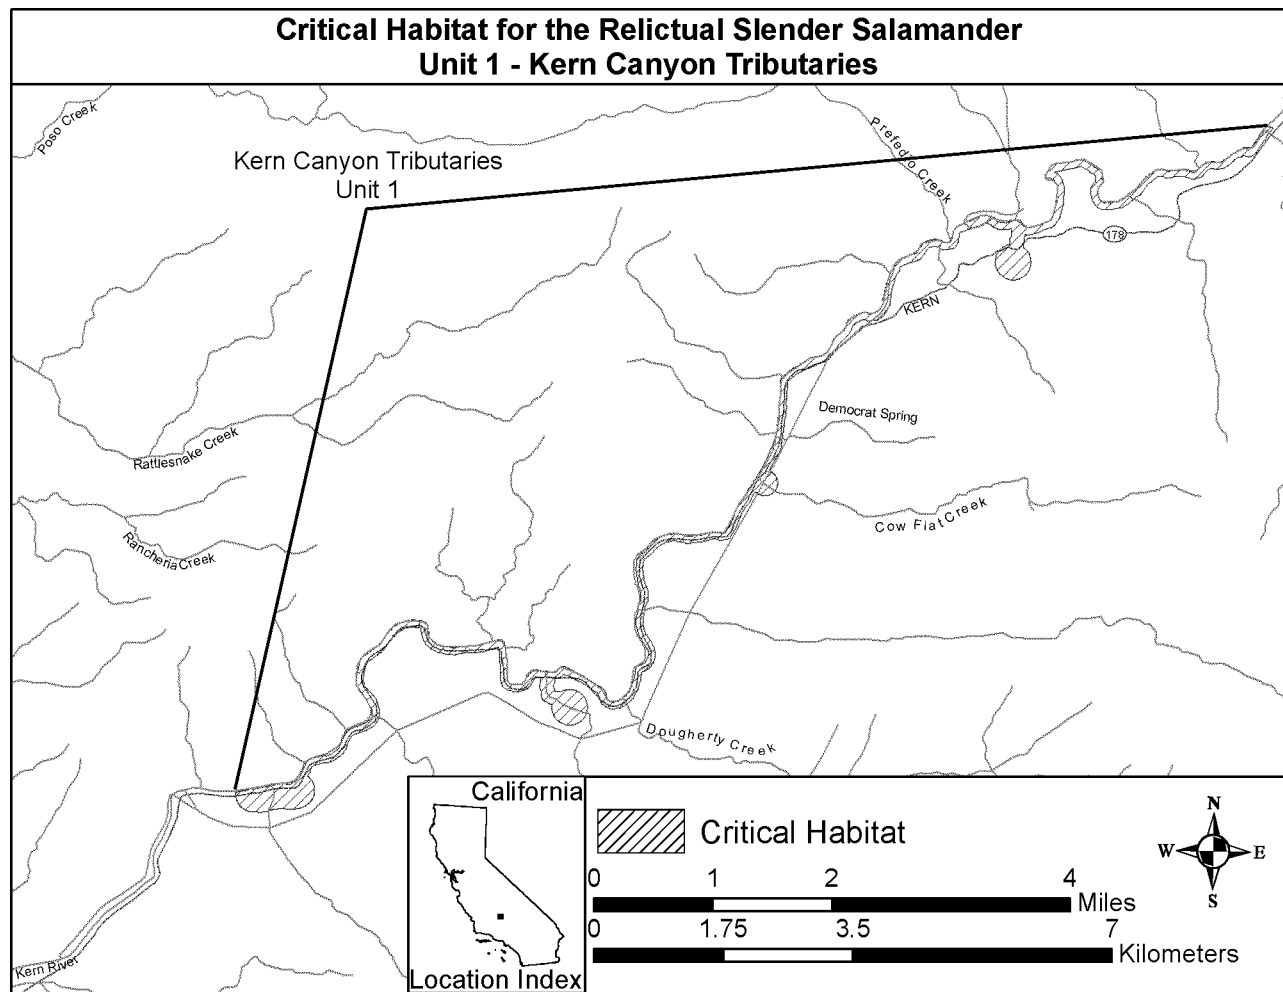 Critical Habitat for the Relictual Slender Salamander
Unit 1 - Kern Canyon Tributaries
Poso Creek
Kern Canyon Tributaries
Unit 1
Prefedio Creek
178
KERN
Democrat Spring
Rattlesnake Creek
Cow Flat Creek
Rancheria Creek
Dougherty Creek
Kern River
California
Location Index
Critical Habitat
0 1 2 4
Miles
0 1.75 3.5 7
Kilometers
N
W E
S